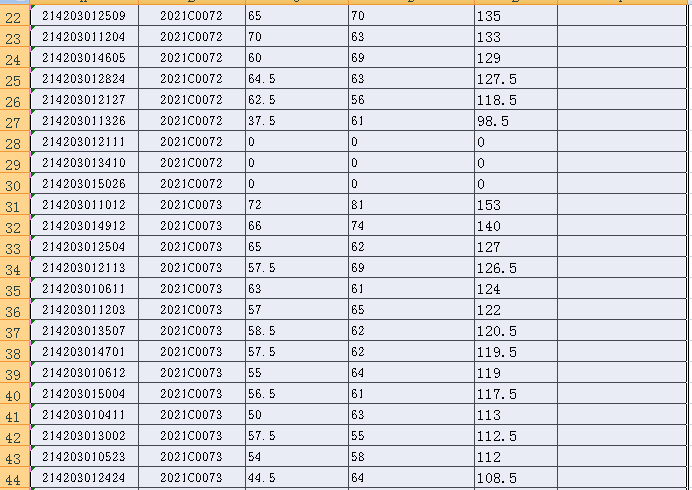 22 214203012509 2021C0072 65 70 135
23 214203011204 2021C0072 70 63 133
24 214203014605 2021C0072 60 69 129
25 214203012824 2021C0072 64.5 63 127.5
26 214203012127 2021C0072 62.5 56 118.5
27 214203011326 2021C0072 37.5 61 98.5
28 214203012111 2021C0072 0 0 0
29 214203013410 2021C0072 0 0 0
30 214203015026 2021C0072 0 0 0
31 214203011012 2021C0073 72 81 153
32 214203014912 2021C0073 66 74 140
33 214203012504 2021C0073 65 62 127
34 214203012113 2021C0073 57.5 69 126.5
35 214203010611 2021C0073 63 61 124
36 214203011203 2021C0073 57 65 122
37 214203013507 2021C0073 58.5 62 120.5
38 214203014701 2021C0073 57.5 62 119.5
39 214203010612 2021C0073 55 64 119
40 214203015004 2021C0073 56.5 61 117.5
41 214203010411 2021C0073 50 63 113
42 214203013002 2021C0073 57.5 55 112.5
43 214203010523 2021C0073 54 58 112
44 214203012424 2021C0073 44.5 64 108.5